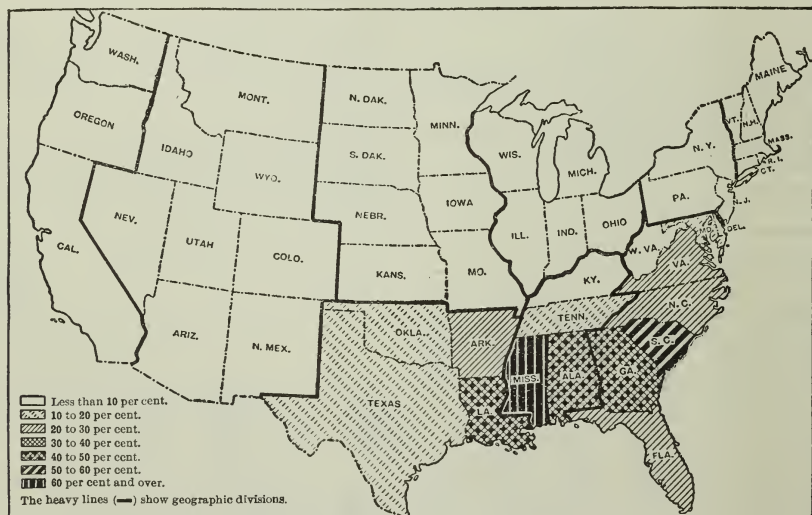 WASH.
MONT.
N. DAK.
MINN.
MAINE
OREGON
VT.
N.H.
IDAHO
S. DAK.
WIS.
MICH.
N.Y.
MASS.
R.I.
CT.
WYO.
NEBR.
IOWA
PA.
N.J.
NEV.
UTAH
COLO.
KANS.
MO.
ILL.
IND.
OHIO
W. VA.
MD.
DEL.
VA.
CAL.
KY.
N.C.
ARIZ.
N. MEX.
OKLA.
ARK.
TENN.
S.C.
TEXAS
LA.
MISS.
ALA.
GA.
FLA.
Less than 10 per cent.
10 to 20 per cent.
20 to 30 per cent.
30 to 40 per cent.
40 to 50 per cent.
50 to 60 per cent.
60 per cent and over.
The heavy lines (▬) show geographic divisions.